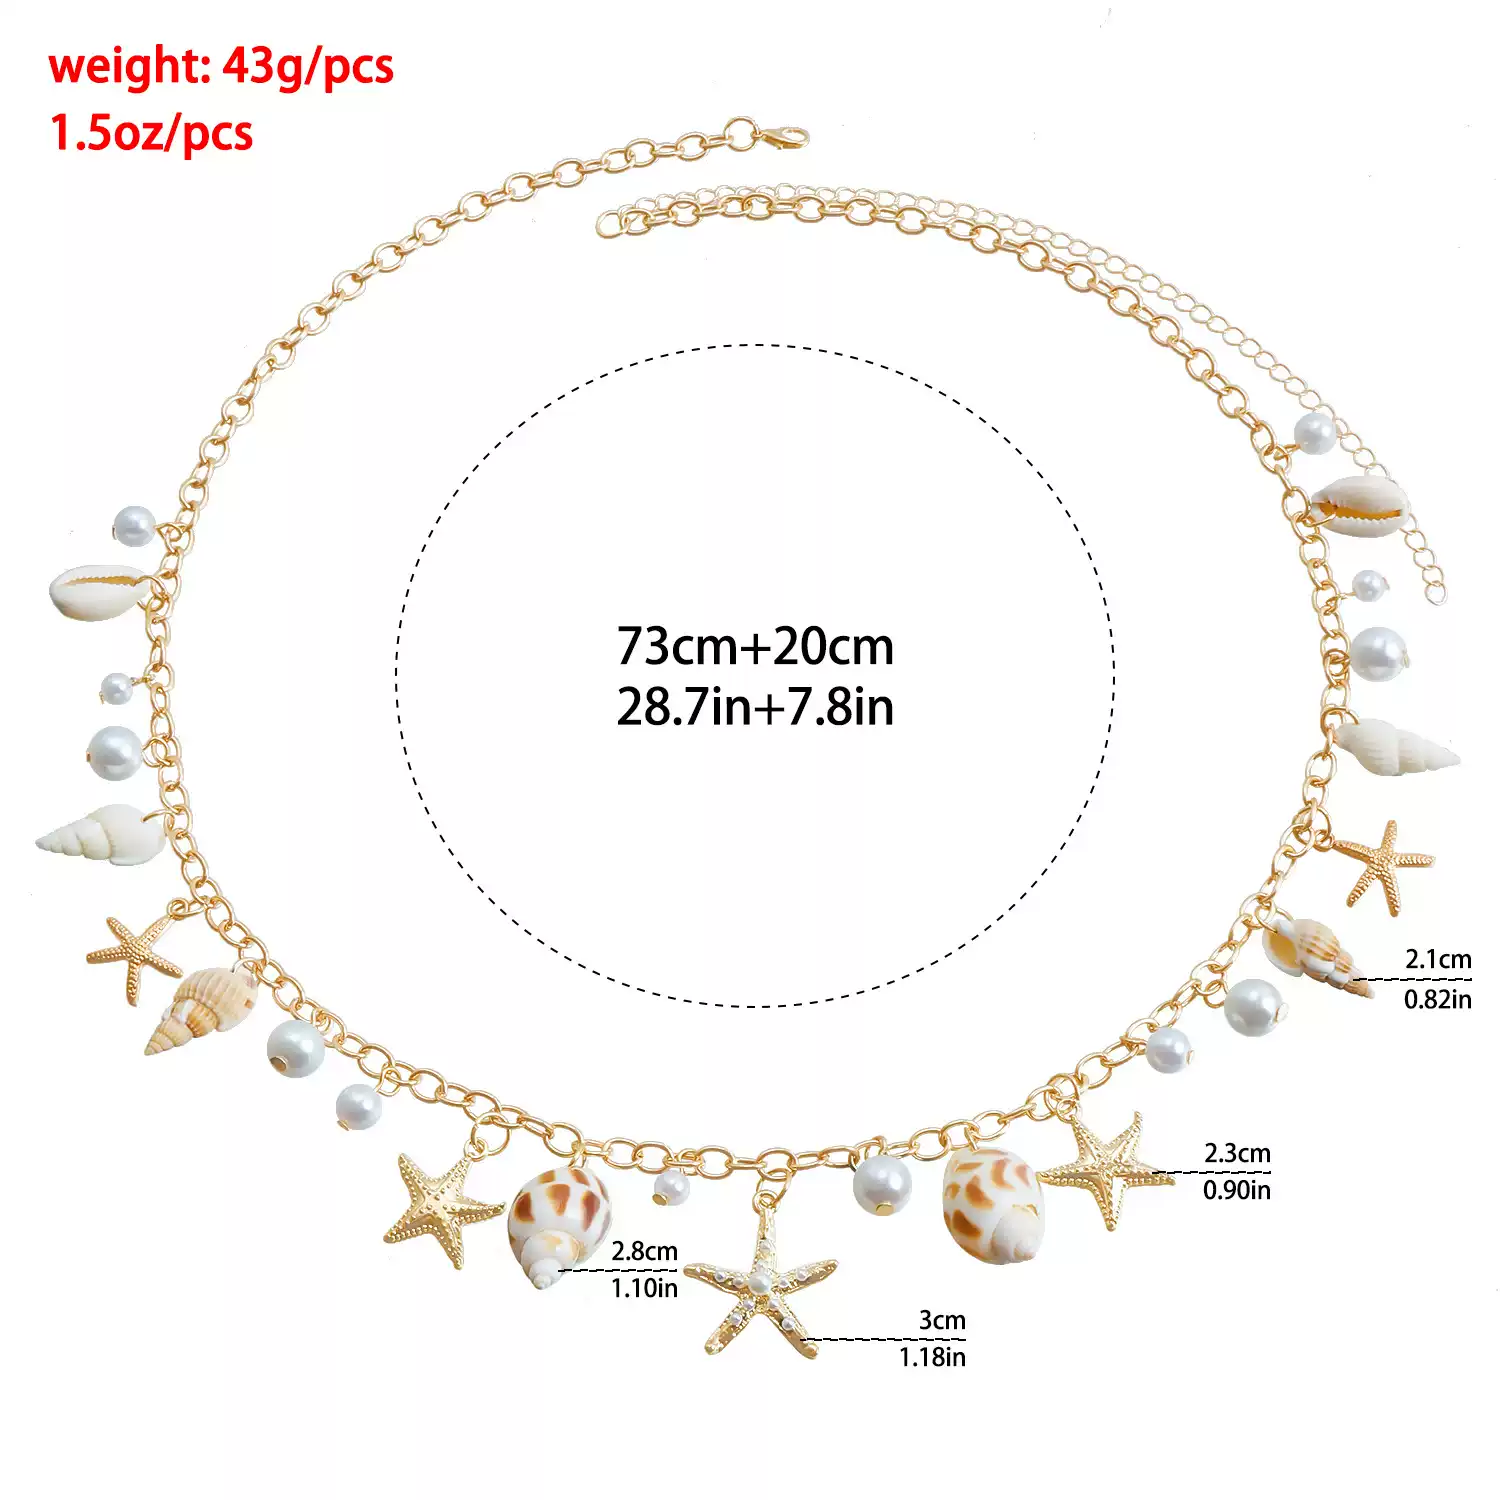 weight: 43g/pcs
1.5oz/pcs
73cm+20cm
28.7in+7.8in
2.1cm
0.82in
2.3cm
0.90in
2.8cm
1.10in
3cm
1.18in